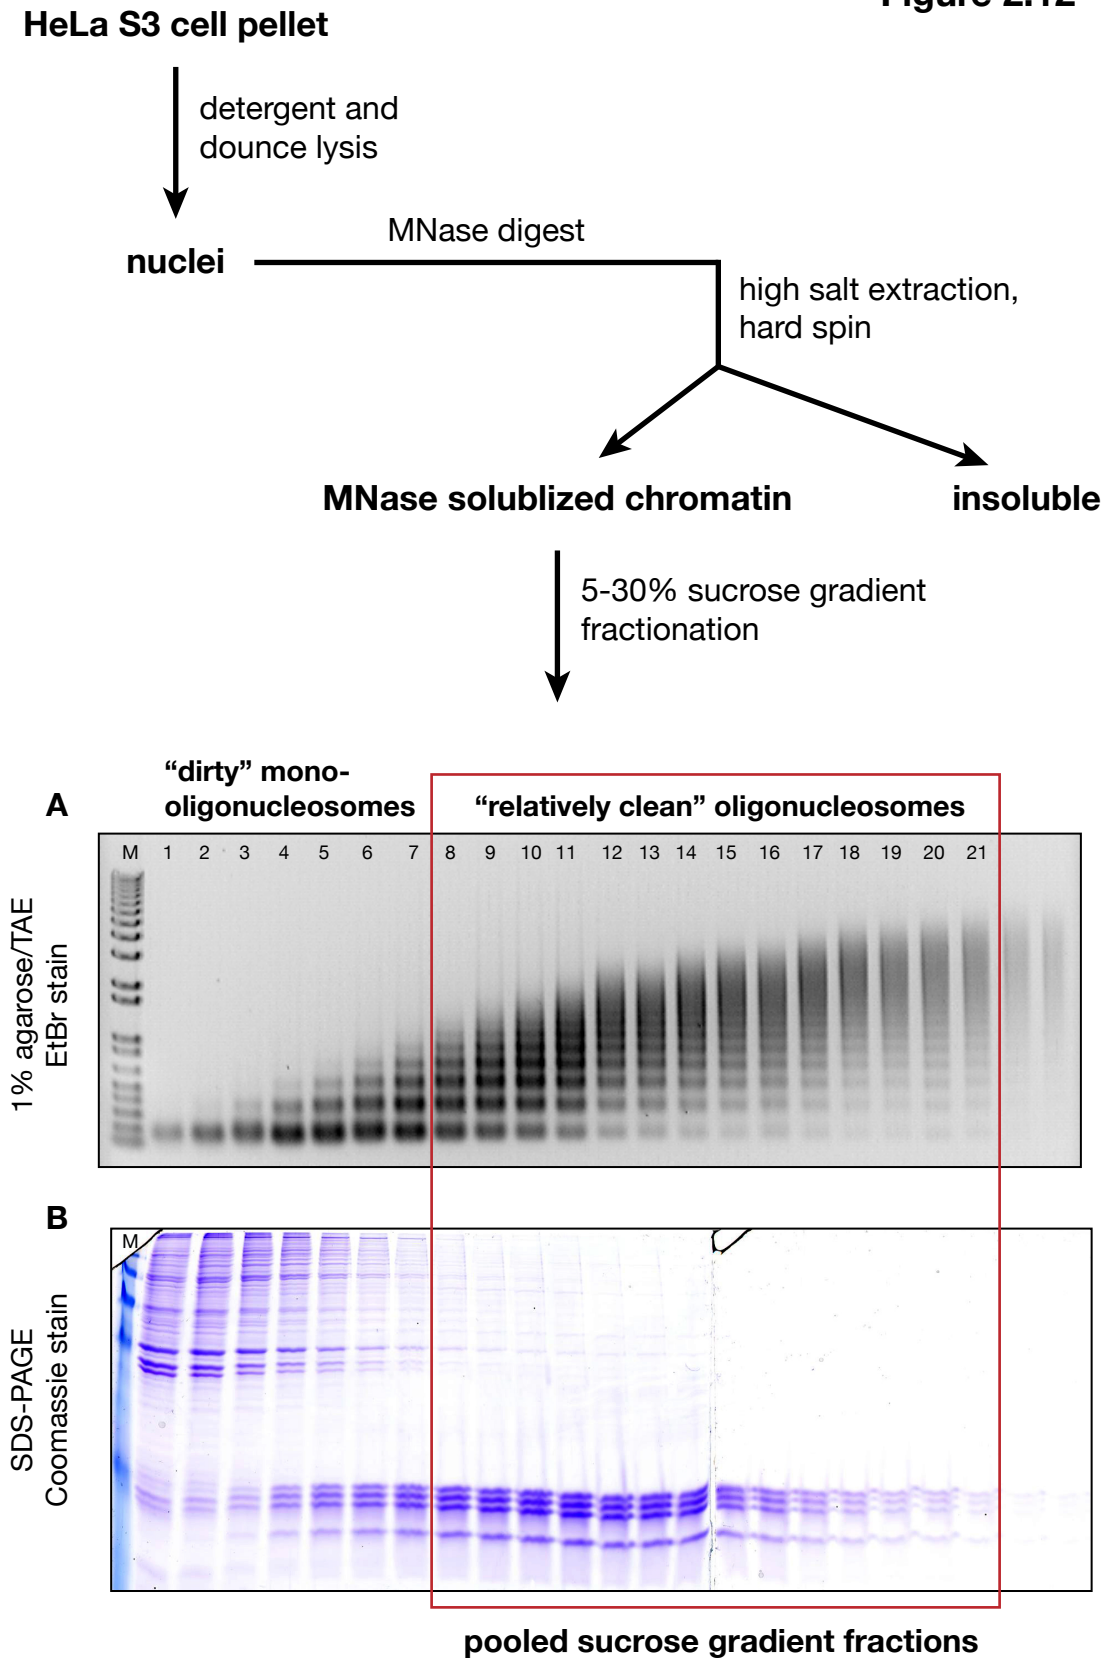 Figure 2.12
HeLa S3 cell pellet
detergent and
dounce lysis
nuclei
MNase digest
high salt extraction,
hard spin
MNase solublized chromatin
insoluble
5-30% sucrose gradient
fractionation
“dirty” mono-
oligonucleosomes
“relatively clean” oligonucleosomes
A
M 1 2 3 4 5 6 7 8 9 10 11 12 13 14 15 16 17 18 19 20 21
1% agarose/TAE
EtBr stain
B
M
SDS-PAGE
Coomassie stain
pooled sucrose gradient fractions